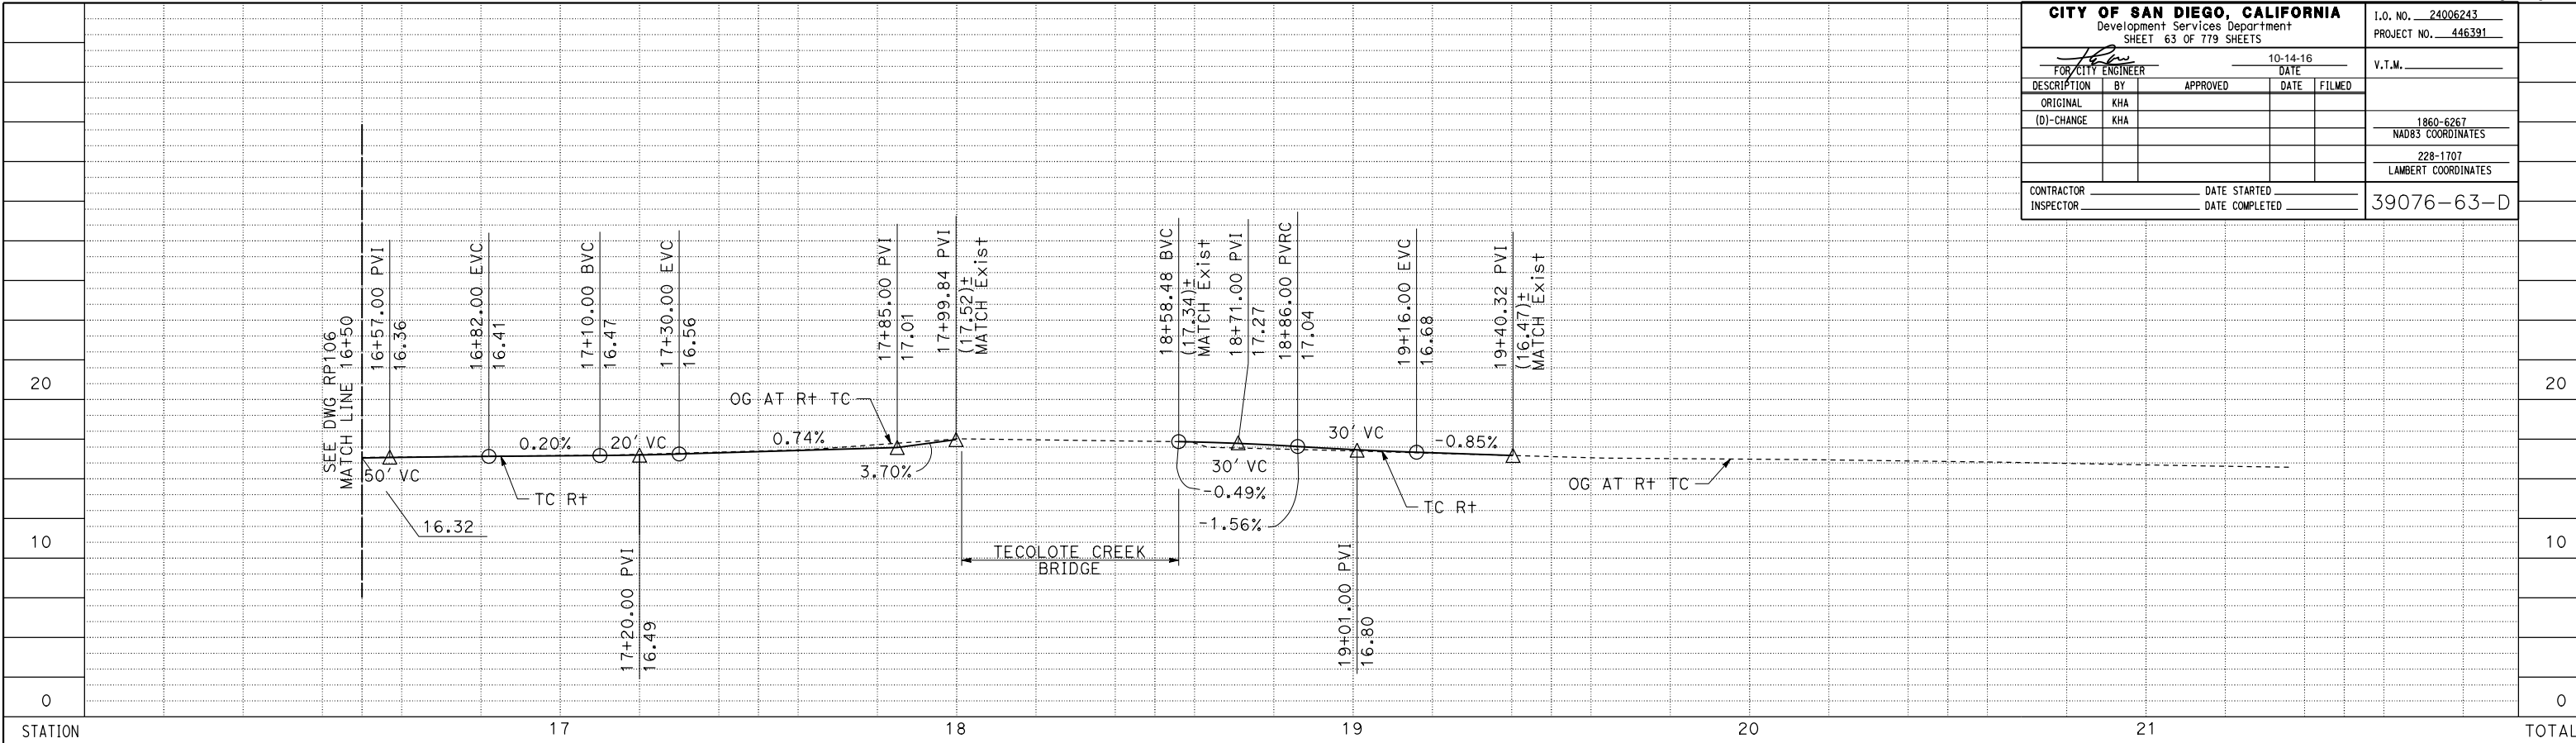 CITY OF SAN DIEGO, CALIFORNIA
Development Services Department
SHEET 63 OF 779 SHEETS
I.O. NO. 24006243
PROJECT NO. 446391
10-14-16
FOR CITY ENGINEER DATE
V.T.M.
DESCRIPTION BY APPROVED DATE FILMED
ORIGINAL KHA
(D)-CHANGE KHA
1860-6267
NAD83 COORDINATES
228-1707
LAMBERT COORDINATES
CONTRACTOR DATE STARTED
INSPECTOR DATE COMPLETED
39076-63-D
SEE DWG RP106
MATCH LINE 16+50
16+57.00 PVI
16.36
16+82.00 EVC
16.41
17+10.00 BVC
16.47
17+30.00 EVC
16.56
17+85.00 PVI
17.01
17+99.84 PVI
(17.52)±
MATCH Exist
18+58.48 BVC
(17.34)±
MATCH Exist
18+71.00 PVI
17.27
18+86.00 PVRC
17.04
19+16.00 EVC
16.68
19+40.32 PVI
(16.47)±
MATCH Exist
20
20
OG AT Rt TC
0.20%
20' VC
0.74%
30' VC
-0.85%
50' VC
3.70%
30' VC
-0.49%
OG AT Rt TC
TC Rt
TC Rt
16.32
-1.56%
10
10
TECOLOTE CREEK
BRIDGE
17+20.00 PVI
16.49
19+01.00 PVI
16.80
0
0
STATION 17 18 19 20 21 TOTAL